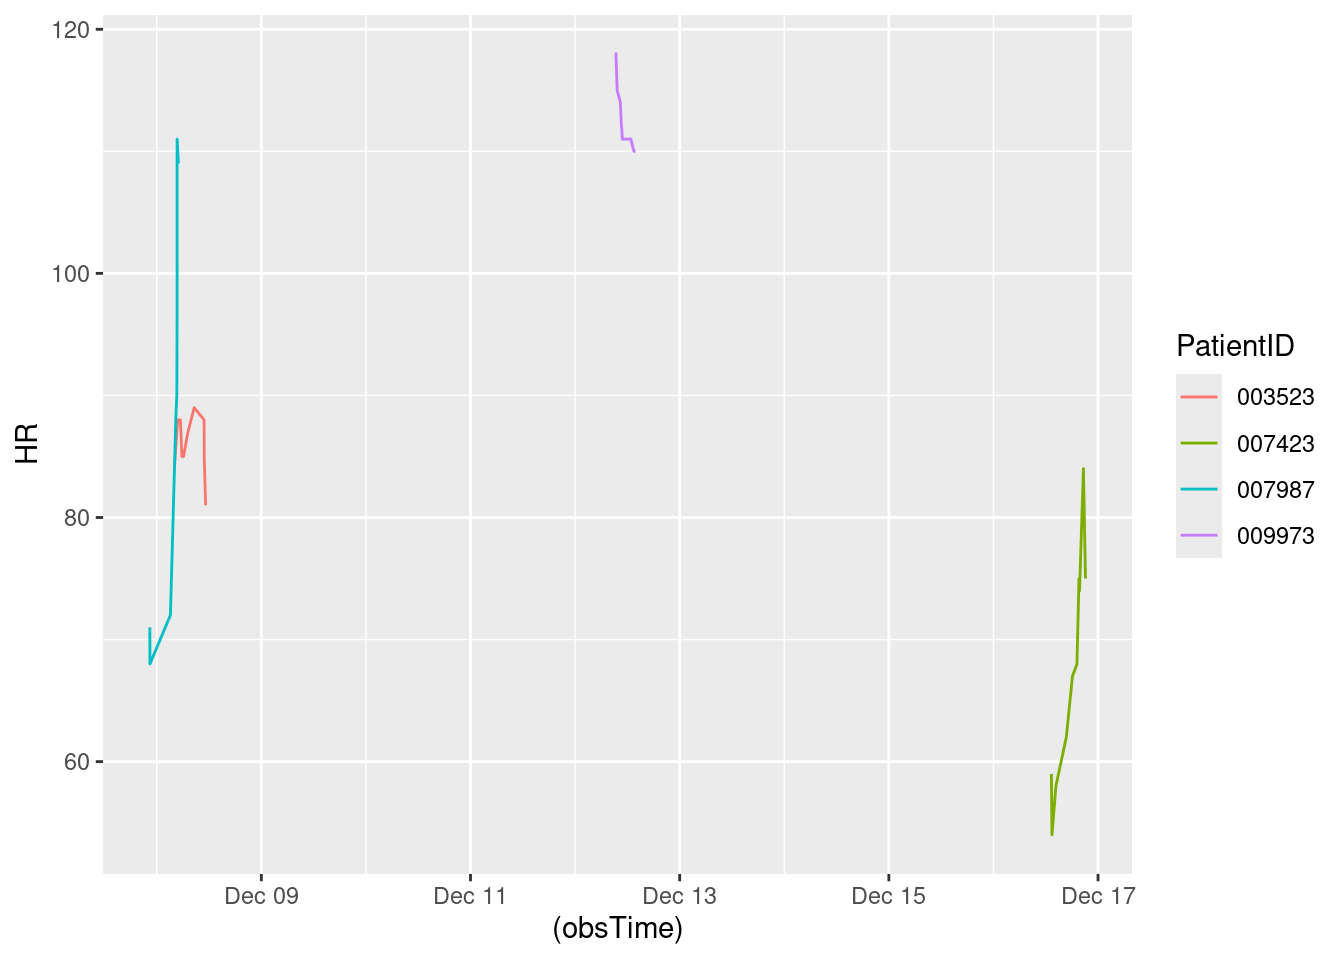 120
100
80
60
HR
Dec 09
Dec 11
Dec 13
Dec 15
Dec 17
(obsTime)
PatientID
003523
007423
007987
009973